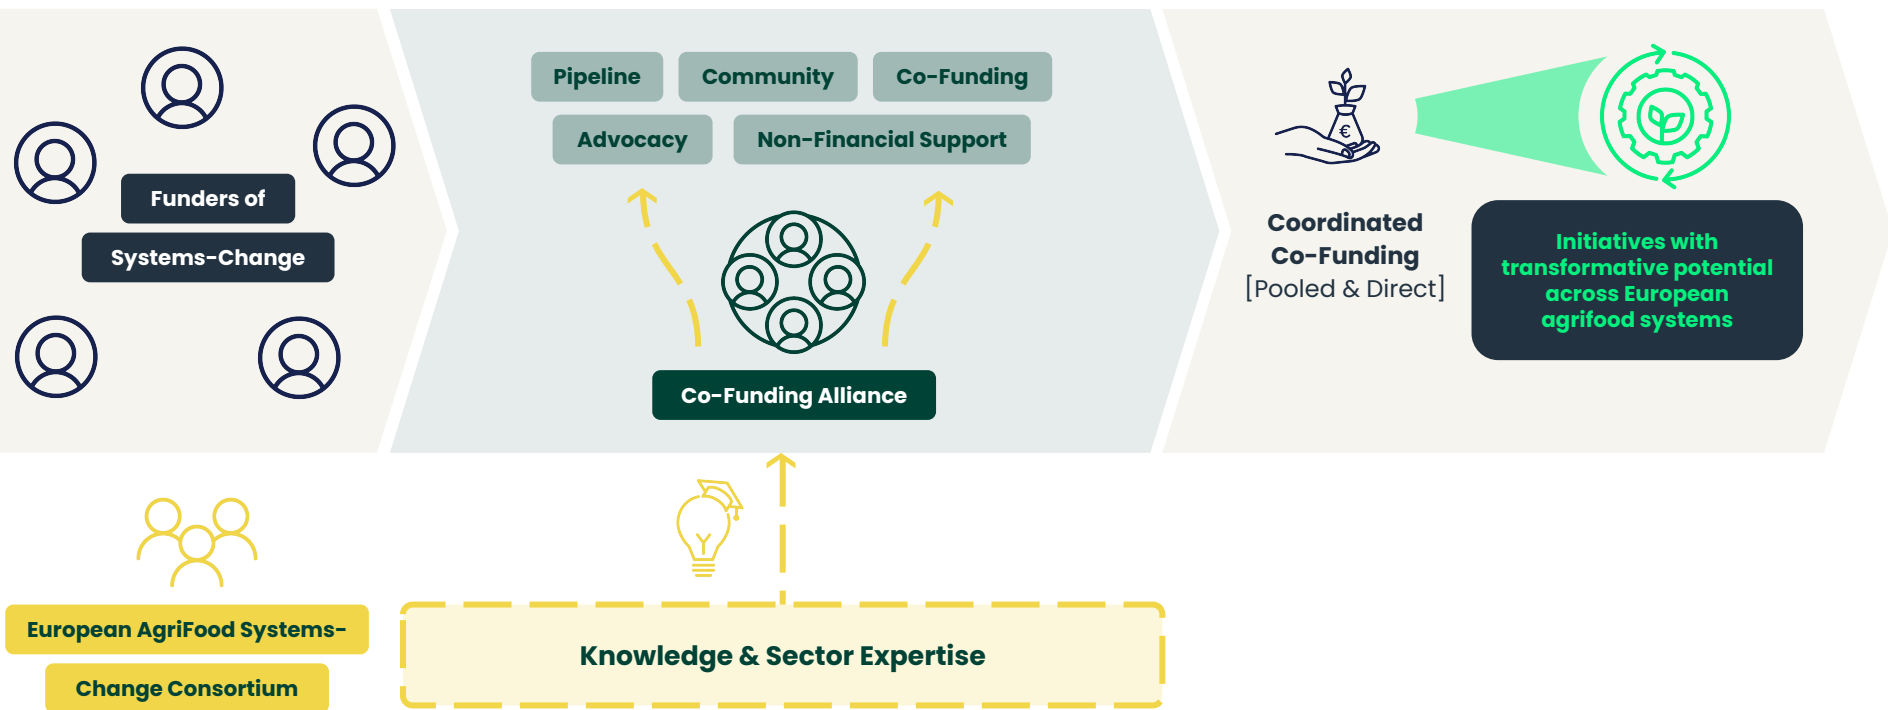 Funders of
Systems-Change
Pipeline
Community
Co-Funding
Advocacy
Non-Financial Support
Co-Funding Alliance
€
Coordinated
Co-Funding
[Pooled & Direct]
Initiatives with
transformative potential
across European
agrifood systems
European AgriFood Systems-
Change Consortium
Knowledge & Sector Expertise